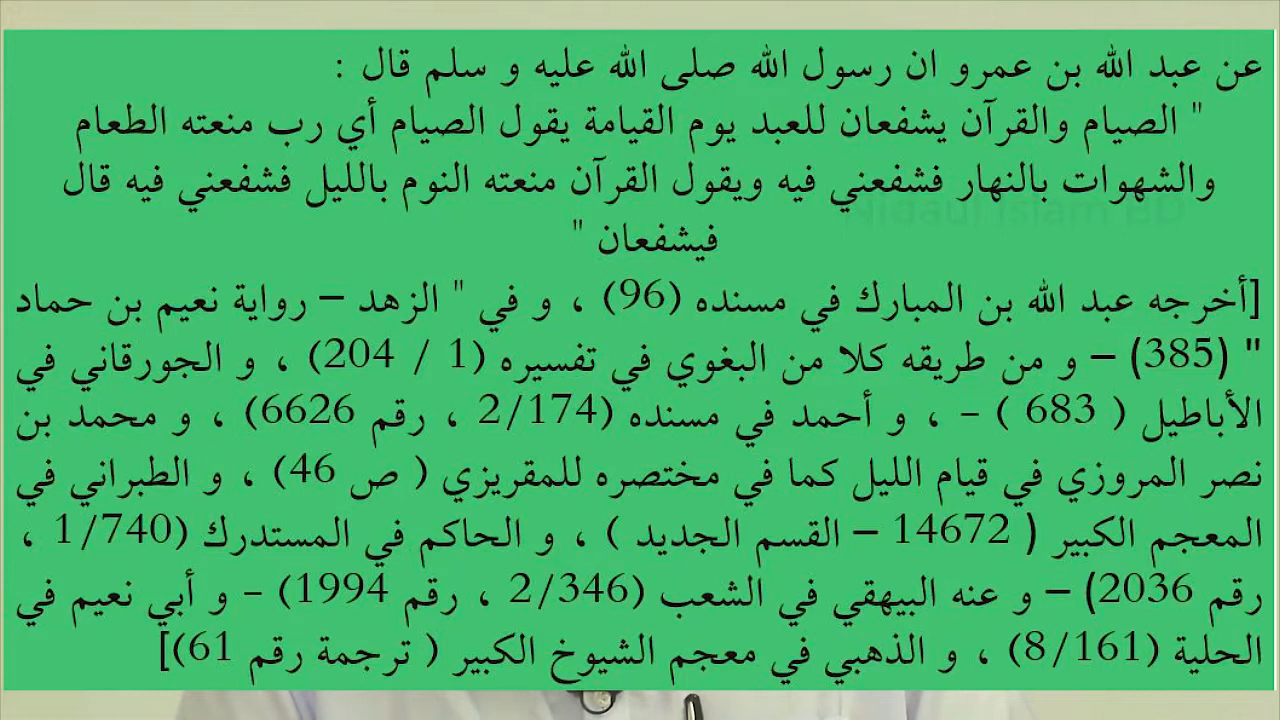 عن عبد الله بن عمرو ان رسول الله صلى الله عليه و سلم قال :
" الصيام والقرآن يشفعان للعبد يوم القيامة يقول الصيام أي رب منعته الطعام
والشهوات بالنهار فشفعني فيه ويقول القرآن منعته النوم بالليل فشفعني فيه قال
فيشفعان "
[أخرجه عبد الله بن المبارك في مسنده (96) ، و في " الزهد – رواية نعيم بن حماد
" (385) – و من طريقه كلا من البغوي في تفسيره (1 / 204) ، و الجورقاني في
الأباطيل ( 683 ) – ، و أحمد في مسنده (2/174 ، رقم 6626) ، و محمد بن
نصر المروزي في قيام الليل كما في مختصره للمقريزي ( ص 46) ، و الطبراني في
المعجم الكبير ( 14672 – القسم الجديد ) ، و الحاكم في المستدرك (1/740 ،
رقم 2036) – و عنه البيهقي في الشعب (2/346 ، رقم 1994) – و أبي نعيم في
الحلية (8/161) ، و الذهبي في معجم الشيوخ الكبير ( ترجمة رقم 61)]
Nidaul Islam ED